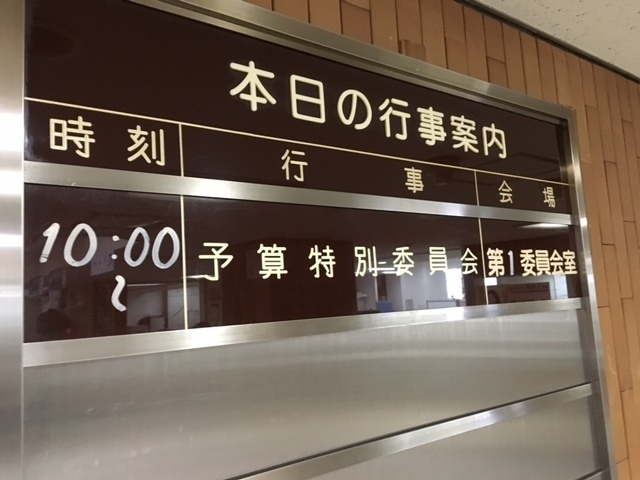 本日の行事案内
時刻 行事 会場
10:00 予算特別委員会 第1委員会室
〜